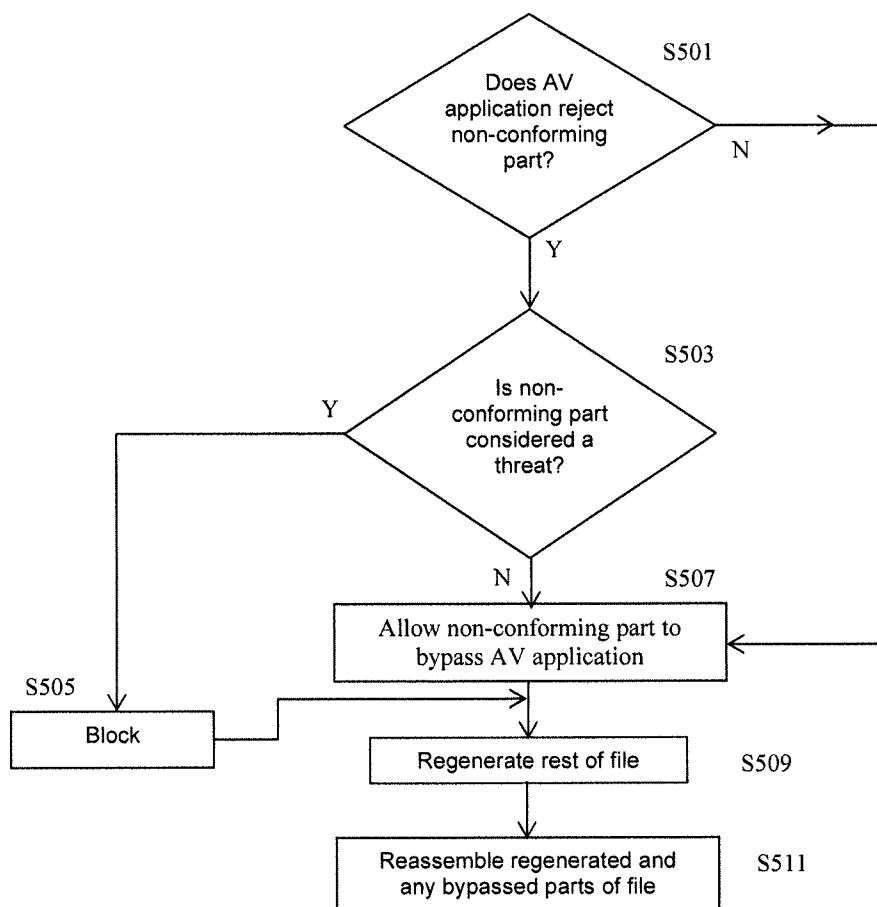 S501
Does AV
application reject
non-conforming
part?
N
Y
S503
Is non-
conforming part
considered a
threat?
Y
N
S507
Allow non-conforming part to
bypass AV application
S505
Block
Regenerate rest of file
S509
Reassemble regenerated and
any bypassed parts of file
S511